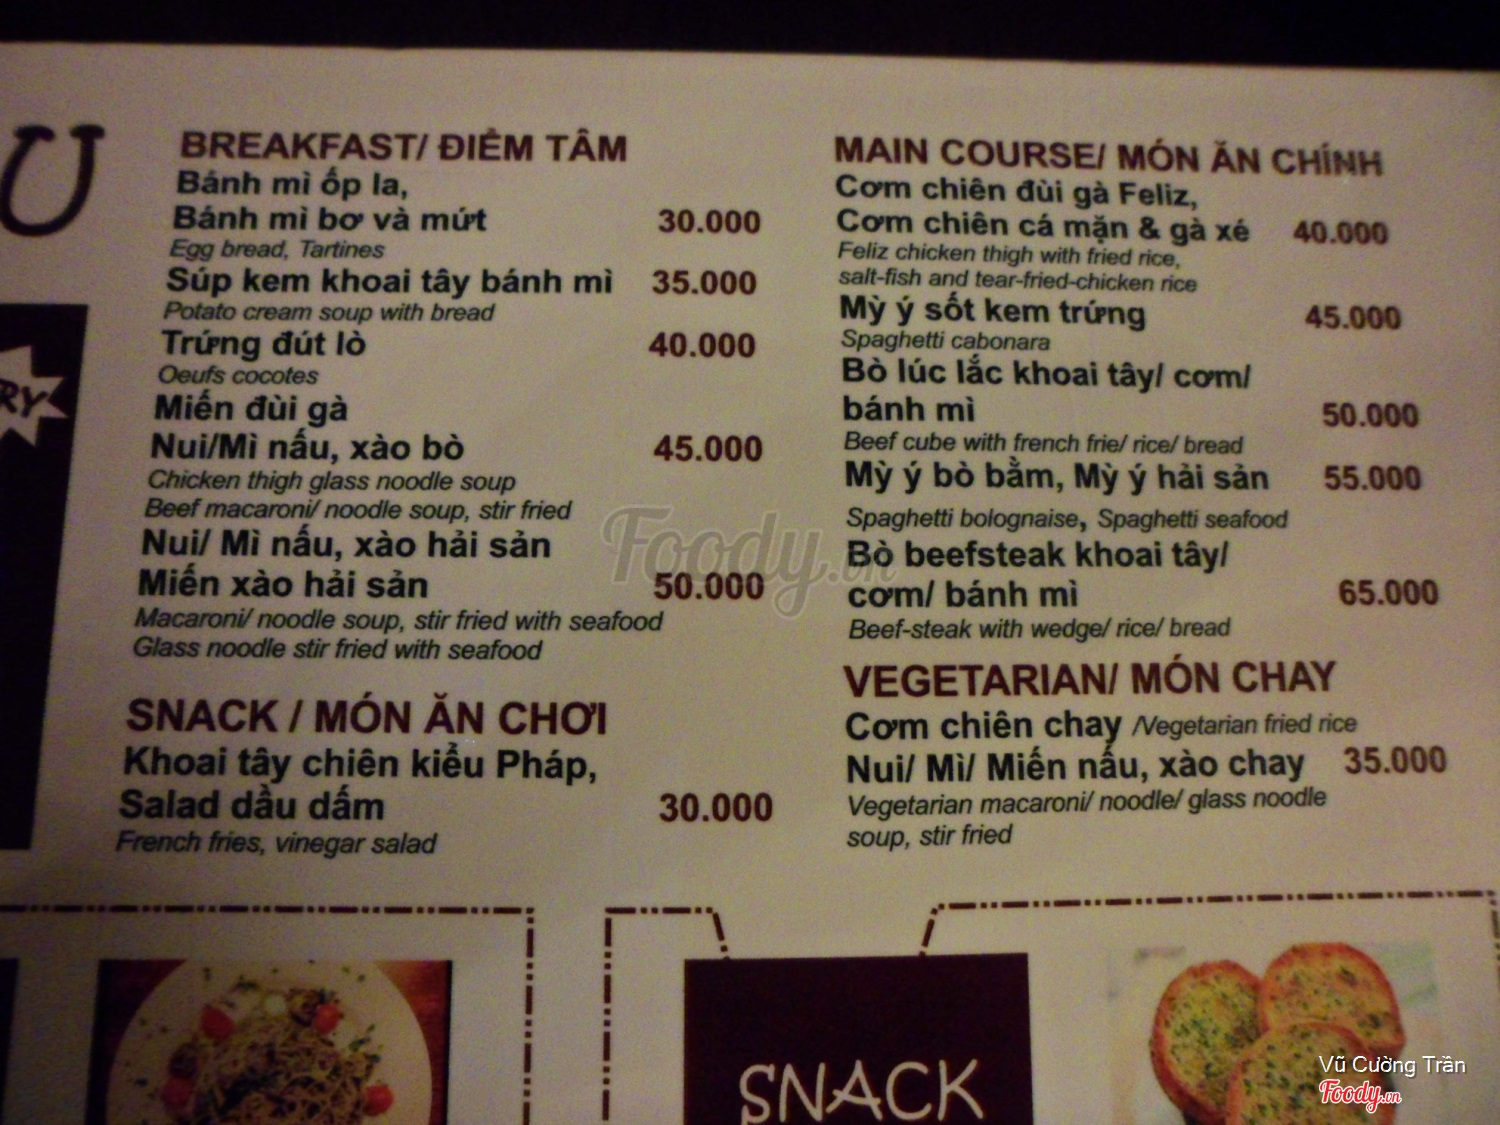 U
RY
BREAKFAST/ ĐIỂM TÂM
Bánh mì ốp la,
Bánh mì bơ và mứt 30.000
Egg bread, Tartines
Súp kem khoai tây bánh mì 35.000
Potato cream soup with bread
Trứng đút lò 40.000
Oeufs cocotes
Miến đùi gà
Nui/Mì nấu, xào bò 45.000
Chicken thigh glass noodle soup
Beef macaroni/ noodle soup, stir fried
Nui/ Mì nấu, xào hải sản
Miến xào hải sản 50.000
Macaroni/ noodle soup, stir fried with seafood
Glass noodle stir fried with seafood
SNACK / MÓN ĂN CHƠI
Khoai tây chiên kiểu Pháp,
Salad dầu dấm 30.000
French fries, vinegar salad
MAIN COURSE/ MÓN ĂN CHÍNH
Cơm chiên đùi gà Feliz,
Cơm chiên cá mặn & gà xé 40.000
Feliz chicken thigh with fried rice,
salt-fish and tear-fried-chicken rice
Mỳ ý sốt kem trứng 45.000
Spaghetti cabonara
Bò lúc lắc khoai tây/ cơm/
bánh mì 50.000
Beef cube with french frie/ rice/ bread
Mỳ ý bò bằm, Mỳ ý hải sản 55.000
Spaghetti bolognaise, Spaghetti seafood
Bò beefsteak khoai tây/
cơm/ bánh mì 65.000
Beef-steak with wedge/ rice/ bread
VEGETARIAN/ MÓN CHAY
Cơm chiên chay /Vegetarian fried rice
Nui/ Mì/ Miến nấu, xào chay 35.000
Vegetarian macaroni/ noodle/ glass noodle
soup, stir fried
Foody.vn
SNACK
Vũ Cường Trần
Foody.vn